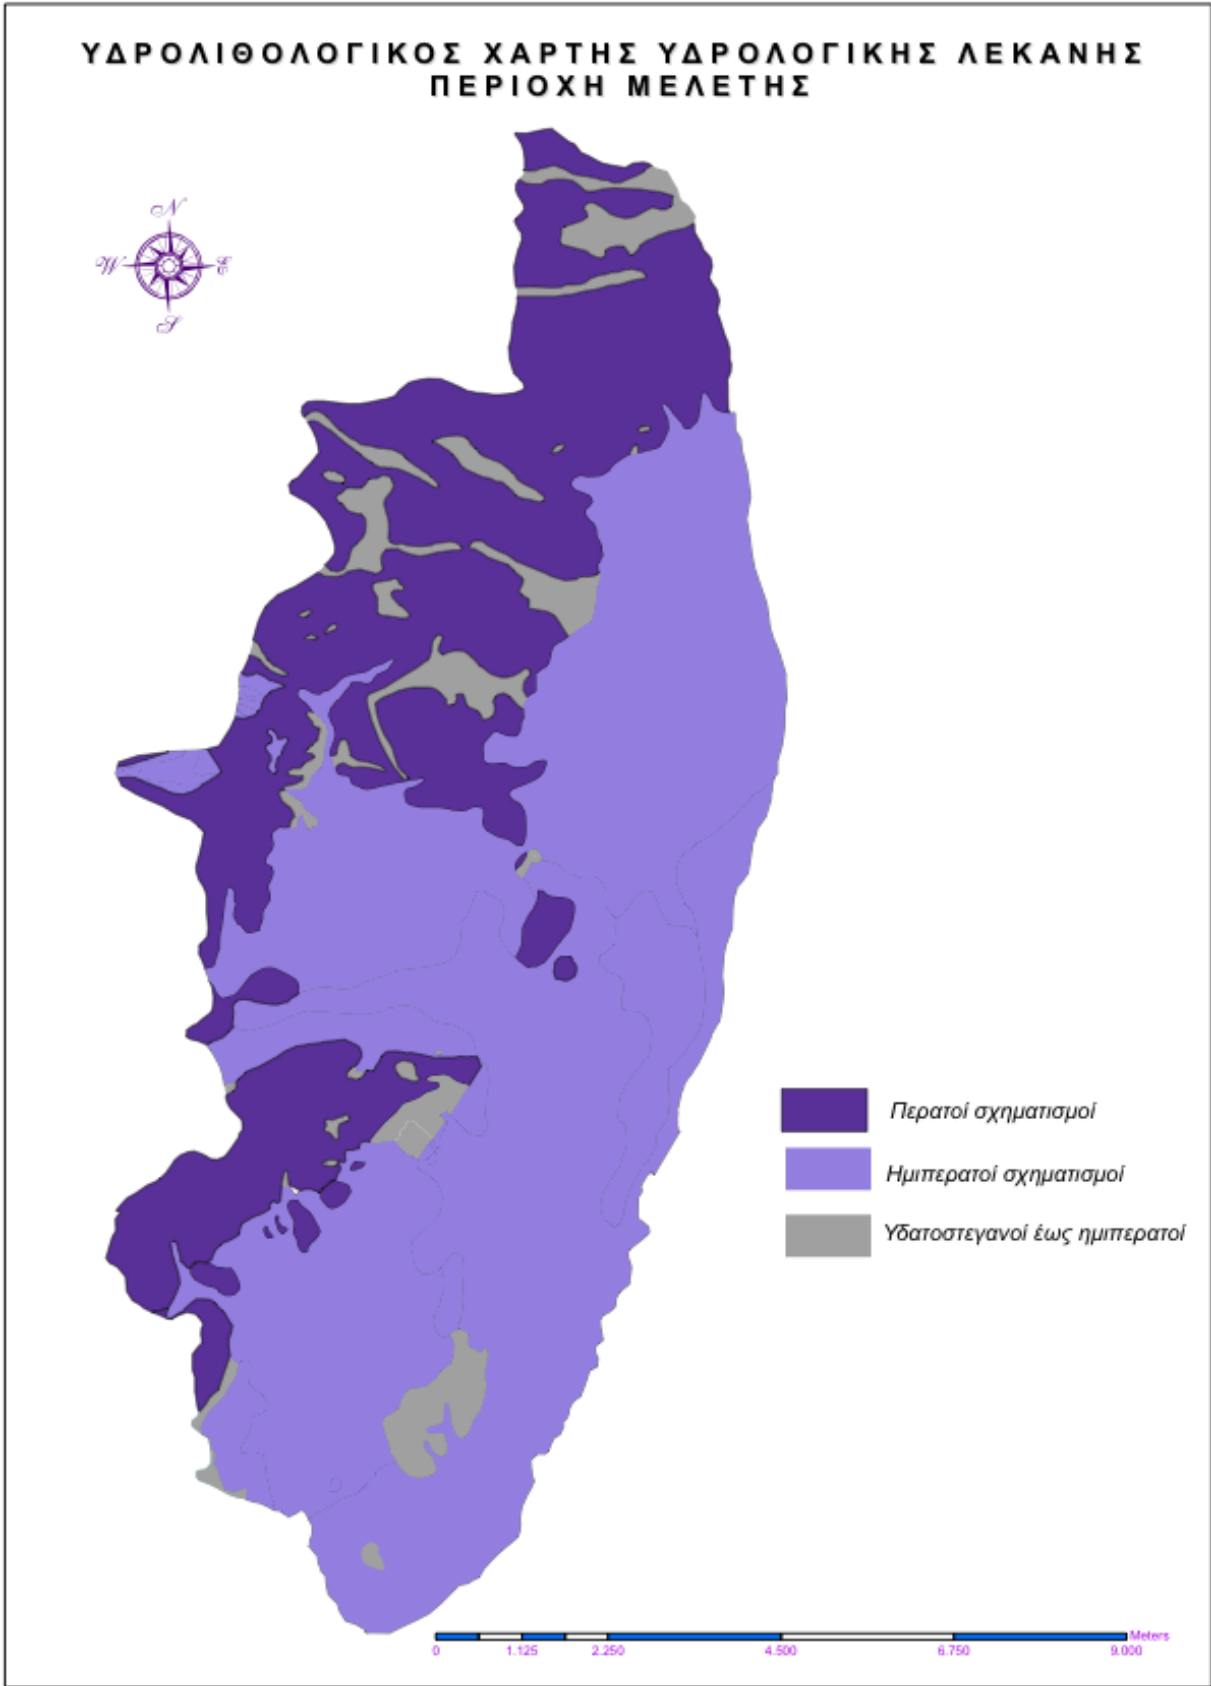 ΥΔΡΟΛΙΘΟΛΟΓΙΚΟΣ ΧΑΡΤΗΣ ΥΔΡΟΛΟΓΙΚΗΣ ΛΕΚΑΝΗΣ
ΠΕΡΙΟΧΗ ΜΕΛΕΤΗΣ
N
W E
S
Περατοί σχηματισμοί
Ημιπερατοί σχηματισμοί
Υδατοστεγανοί έως ημιπερατοί
Meters
0 1.125 2.250 4.500 6.750 9.000